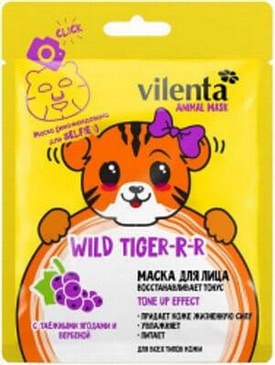 CLICK
Маска рекомендована
для SELFIE :)
vilenta
ANIMAL MASK
WILD TIGER-R-R
МАСКА ДЛЯ ЛИЦА
ВОССТАНАВЛИВАЕТ ТОНУС
TONE UP EFFECT
• ПРИДАЕТ КОЖЕ ЖИЗНЕННУЮ СИЛУ
• УВЛАЖНЯЕТ
• ПИТАЕТ
ДЛЯ ВСЕХ ТИПОВ КОЖИ
С ТАЁЖНЫМИ ЯГОДАМИ
И ВЕРБЕНОЙ